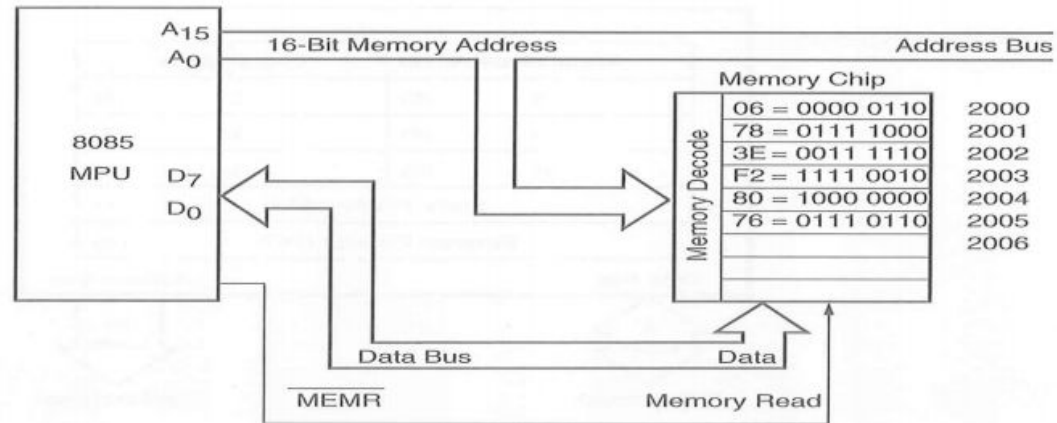 A15
16-Bit Memory Address
Address Bus
A0
Memory Chip
8085
MPU
D7
D0
Memory Decode
06 = 0000 0110 2000
78 = 0111 1000 2001
3E = 0011 1110 2002
F2 = 1111 0010 2003
80 = 1000 0000 2004
76 = 0111 0110 2005
2006
Data Bus
Data
MEMR
Memory Read